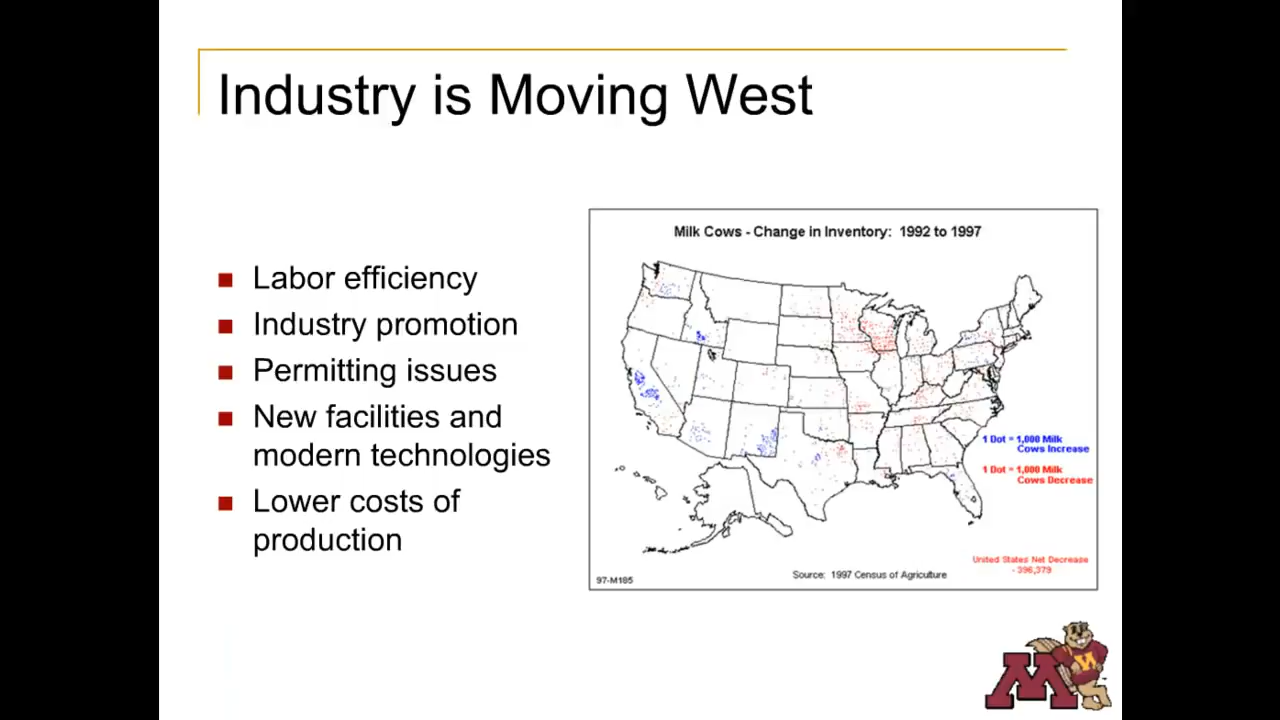 Industry is Moving West
Labor efficiency
Industry promotion
Permitting issues
New facilities and
modern technologies
Lower costs of
production
Milk Cows - Change in Inventory: 1992 to 1997
1 Dot = 1,000 Milk
Cows Increase
1 Dot = 1,000 Milk
Cows Decrease
United States Net Decrease
- 396,379
Source: 1997 Census of Agriculture
97-M185
M